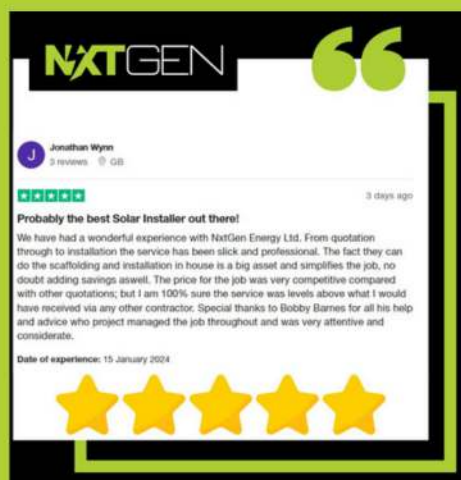 NXTGEN
Jonathan Wynn
J
3 reviews GB
3 days ago
Probably the best Solar Installer out there!
We have had a wonderful experience with NxtGen Energy Ltd. From quotation
through to installation the service has been slick and professional. The fact they can
do the scaffolding and installation in house is a big asset and simplifies the job, no
doubt adding savings aswell. The price for the job was very competitive compared
with other quotations; but I am 100% sure the service was levels above what I would
have received via any other contractor. Special thanks to Bobby Barnes for all his help
and advice who project managed the job throughout and was very attentive and
considerate.
Date of experience: 15 January 2024